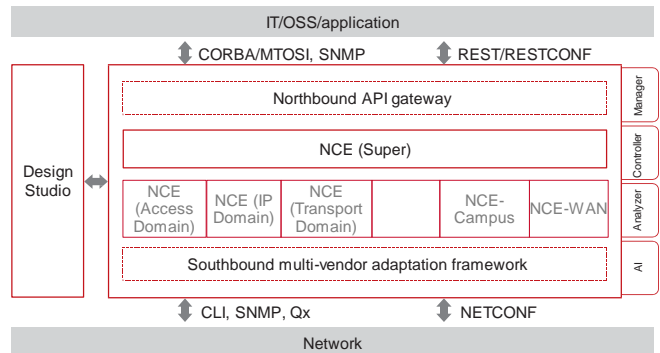 IT/OSS/application
CORBA/MTOSI, SNMP
REST/RESTCONF
Northbound API gateway
Manager
NCE (Super)
Controller
Design
Studio
NCE
(Access
Domain)
NCE (IP
Domain)
NCE
(Transport
Domain)
NCE-
Campus
NCE-WAN
Analyzer
Southbound multi-vendor adaptation framework
AI
CLI, SNMP, Qx
NETCONF
Network